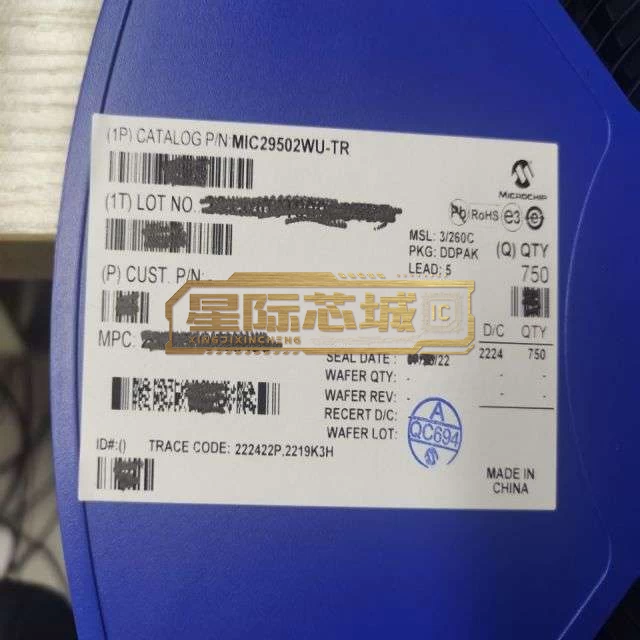 (1P) CATALOG P/N MIC29502WU-TR
MICROCHIP
(1T) LOT NO.
Pb RoHS e3
MSL: 3/260C
PKG: DDPAK
LEAD: 5
(Q) QTY
750
(P) CUST. P/N:
星际芯城 IC
XINGJIXINCHENG
MPC:
D/C QTY
2224 750
SEAL DATE: /22
WAFER QTY: - - -
WAFER REV: - - -
RECERT D/C:
WAFER LOT:
A
QC694
ID#:()
TRACE CODE: 222422P,2219K3H
MADE IN
CHINA